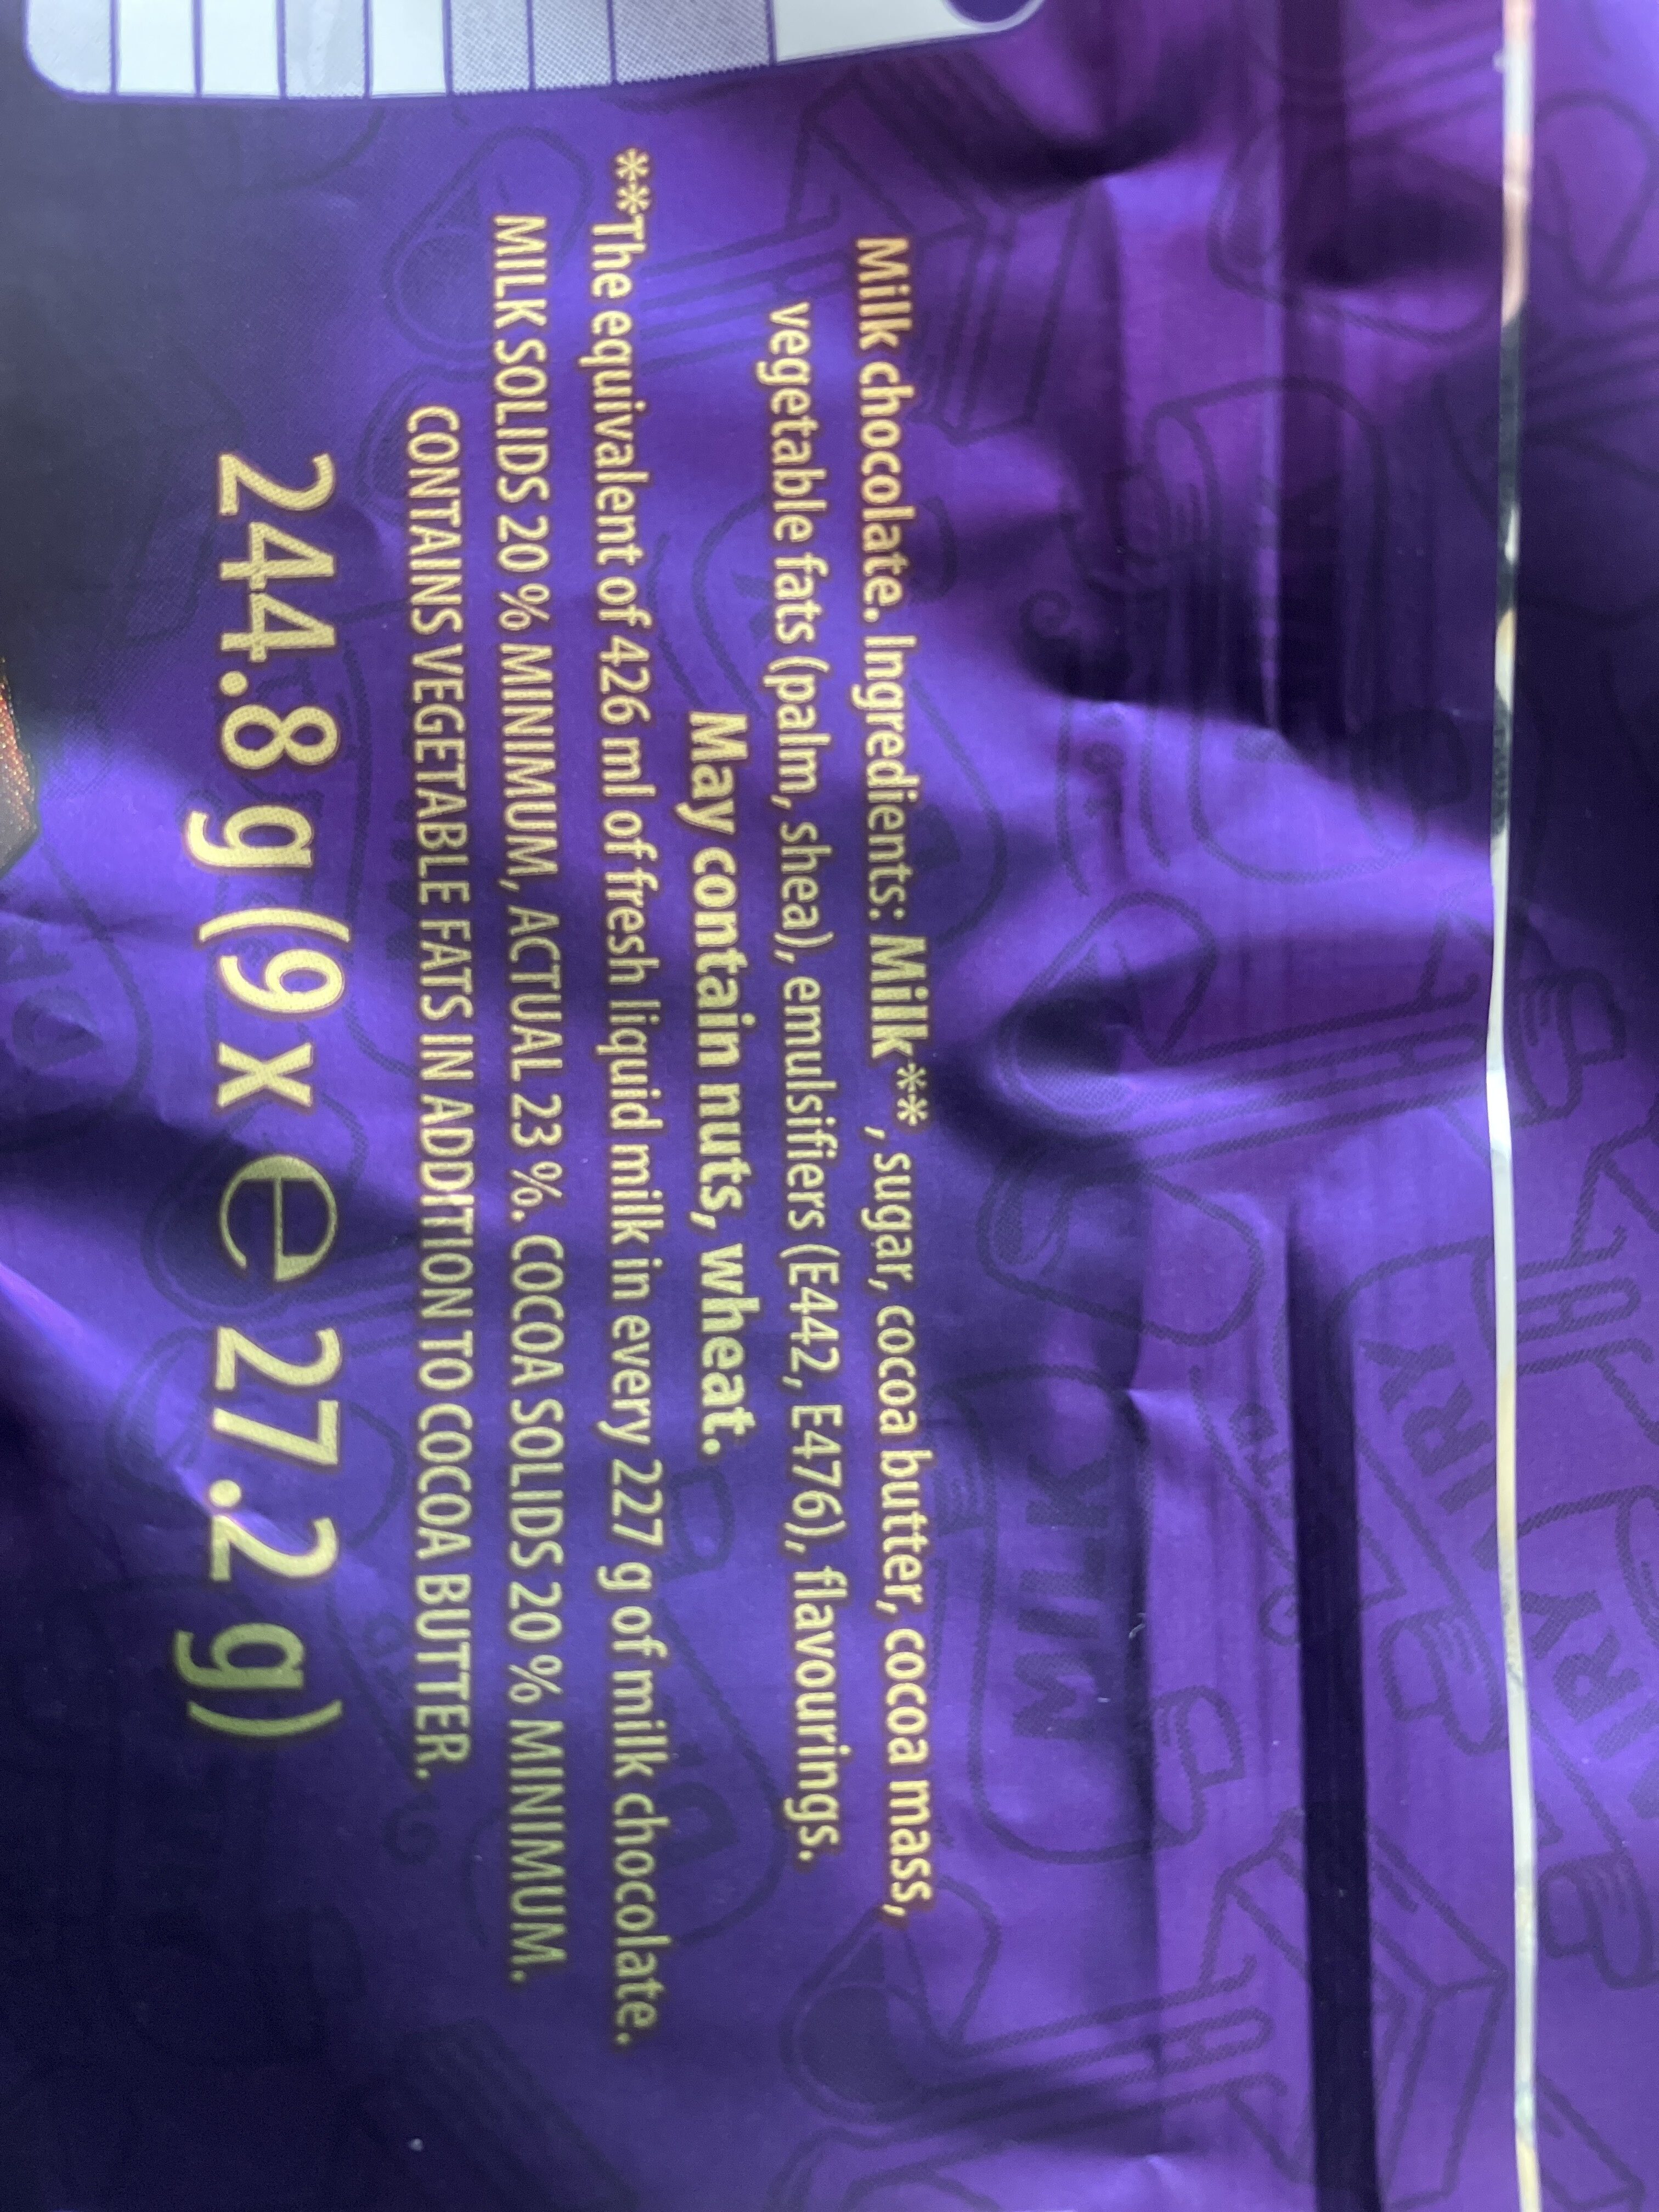 Milk chocolate. Ingredients: Milk**, sugar, cocoa butter, cocoa mass,
vegetable fats (palm, shea), emulsifiers (E442, E476), flavourings.
May contain nuts, wheat.
**The equivalent of 426 ml of fresh liquid milk in every 227 g of milk chocolate.
MILK SOLIDS 20 % MINIMUM, ACTUAL 23 %. COCOA SOLIDS 20 % MINIMUM.
CONTAINS VEGETABLE FATS IN ADDITION TO COCOA BUTTER.
244.8 g (9 x e 27.2 g)
MILK